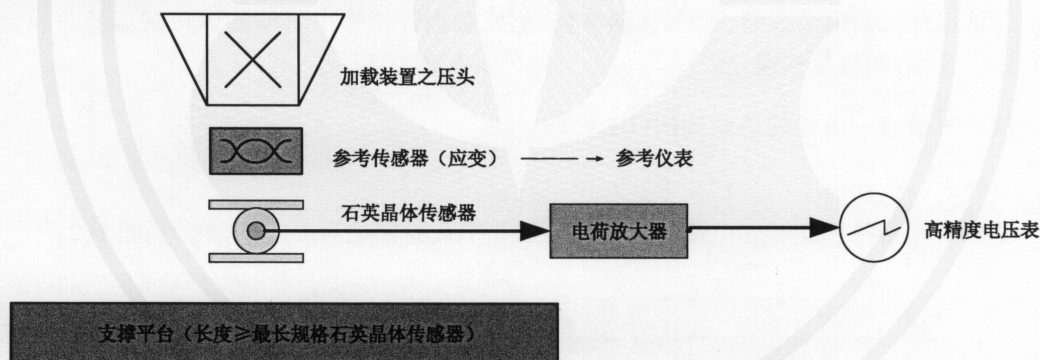 加载装置之压头
参考传感器（应变） ———→ 参考仪表
石英晶体传感器
电荷放大器
高精度电压表
支撑平台（长度≥最长规格石英晶体传感器）